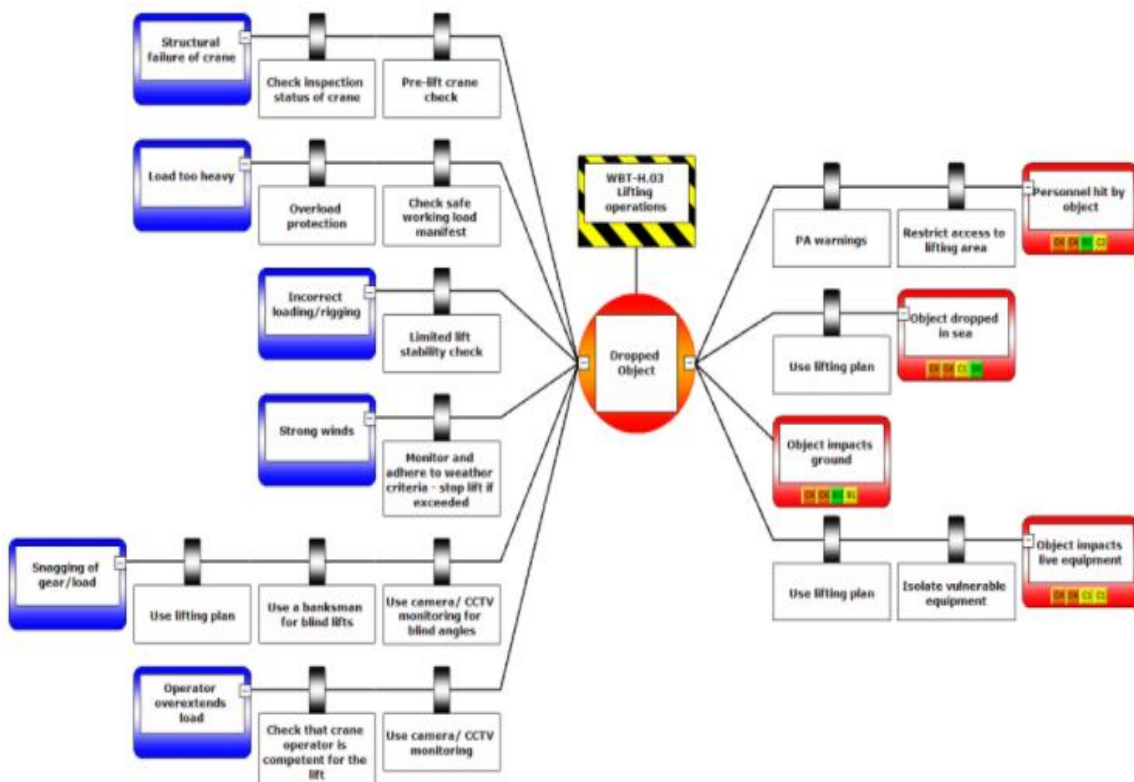 Structural
failure of crane
Check inspection
status of crane
Pre-lift crane
check
Load too heavy
Overload
protection
Check safe
working load
manifest
Incorrect
loading/rigging
Limited lift
stability check
Strong winds
Monitor and
adhere to weather
criteria - stop lift if
exceeded
Snagging of
gear/load
Use lifting plan
Use a banksman
for blind lifts
Use camera/ CCTV
monitoring for
blind angles
Operator
overextends
load
Check that crane
operator is
competent for the
lift
Use camera/ CCTV
monitoring
WBT-H.03
Lifting
operations
Dropped
Object
PA warnings
Restrict access to
lifting area
Personnel hit by
object
Use lifting plan
Object dropped
in sea
Object impacts
ground
Use lifting plan
Isolate vulnerable
equipment
Object impacts
live equipment